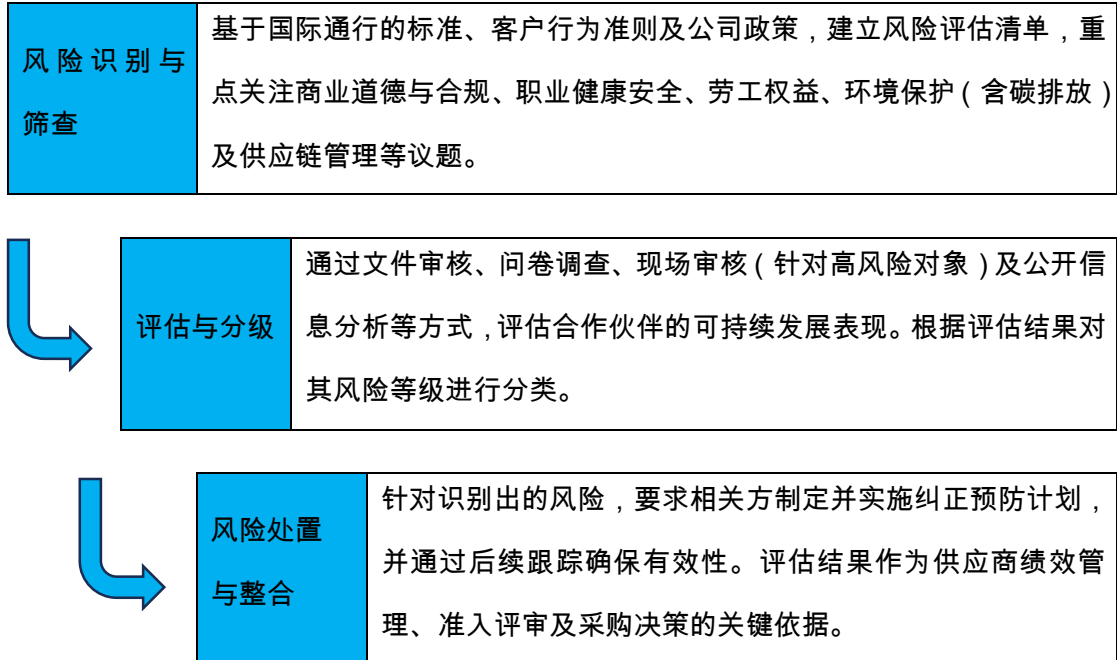 风险识别与
筛查
基于国际通行的标准、客户行为准则及公司政策，建立风险评估清单，重
点关注商业道德与合规、职业健康安全、劳工权益、环境保护（含碳排放）
及供应链管理等议题。
评估与分级
通过文件审核、问卷调查、现场审核（针对高风险对象）及公开信
息分析等方式，评估合作伙伴的可持续发展表现。根据评估结果对
其风险等级进行分类。
风险处置
与整合
针对识别出的风险，要求相关方制定并实施纠正预防计划，
并通过后续跟踪确保有效性。评估结果作为供应商绩效管
理、准入评审及采购决策的关键依据。